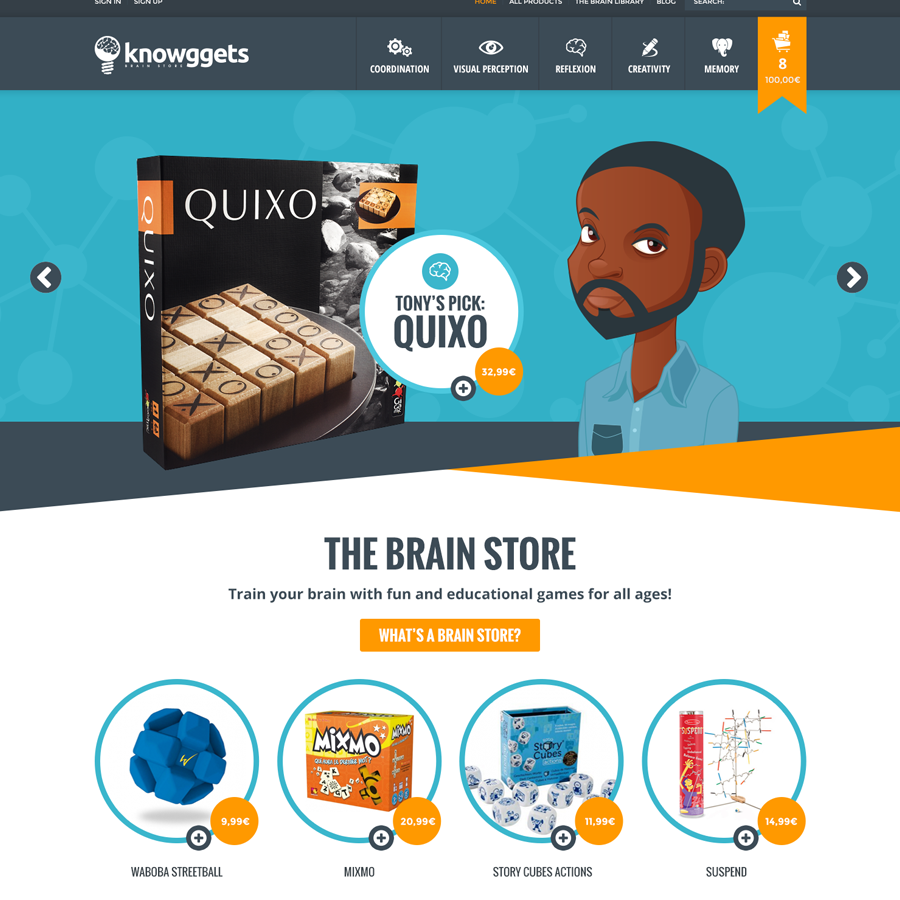 SIGN IN SIGN UP HOME ALL PRODUCTS THE BRAIN LIBRARY BLOG SEARCH:
knowggets
BRAIN STORE
COORDINATION VISUAL PERCEPTION REFLEXION CREATIVITY MEMORY
8
100,00€
QUIXO
QUIXO
TONY'S PICK:
QUIXO
32,99€
THE BRAIN STORE
Train your brain with fun and educational games for all ages!
WHAT'S A BRAIN STORE?
MIXMO
MIXMO
Story
Cubes
actions
SUSPEND
9,99€ 20,99€ 11,99€ 14,99€
WABOBA STREETBALL MIXMO STORY CUBES ACTIONS SUSPEND